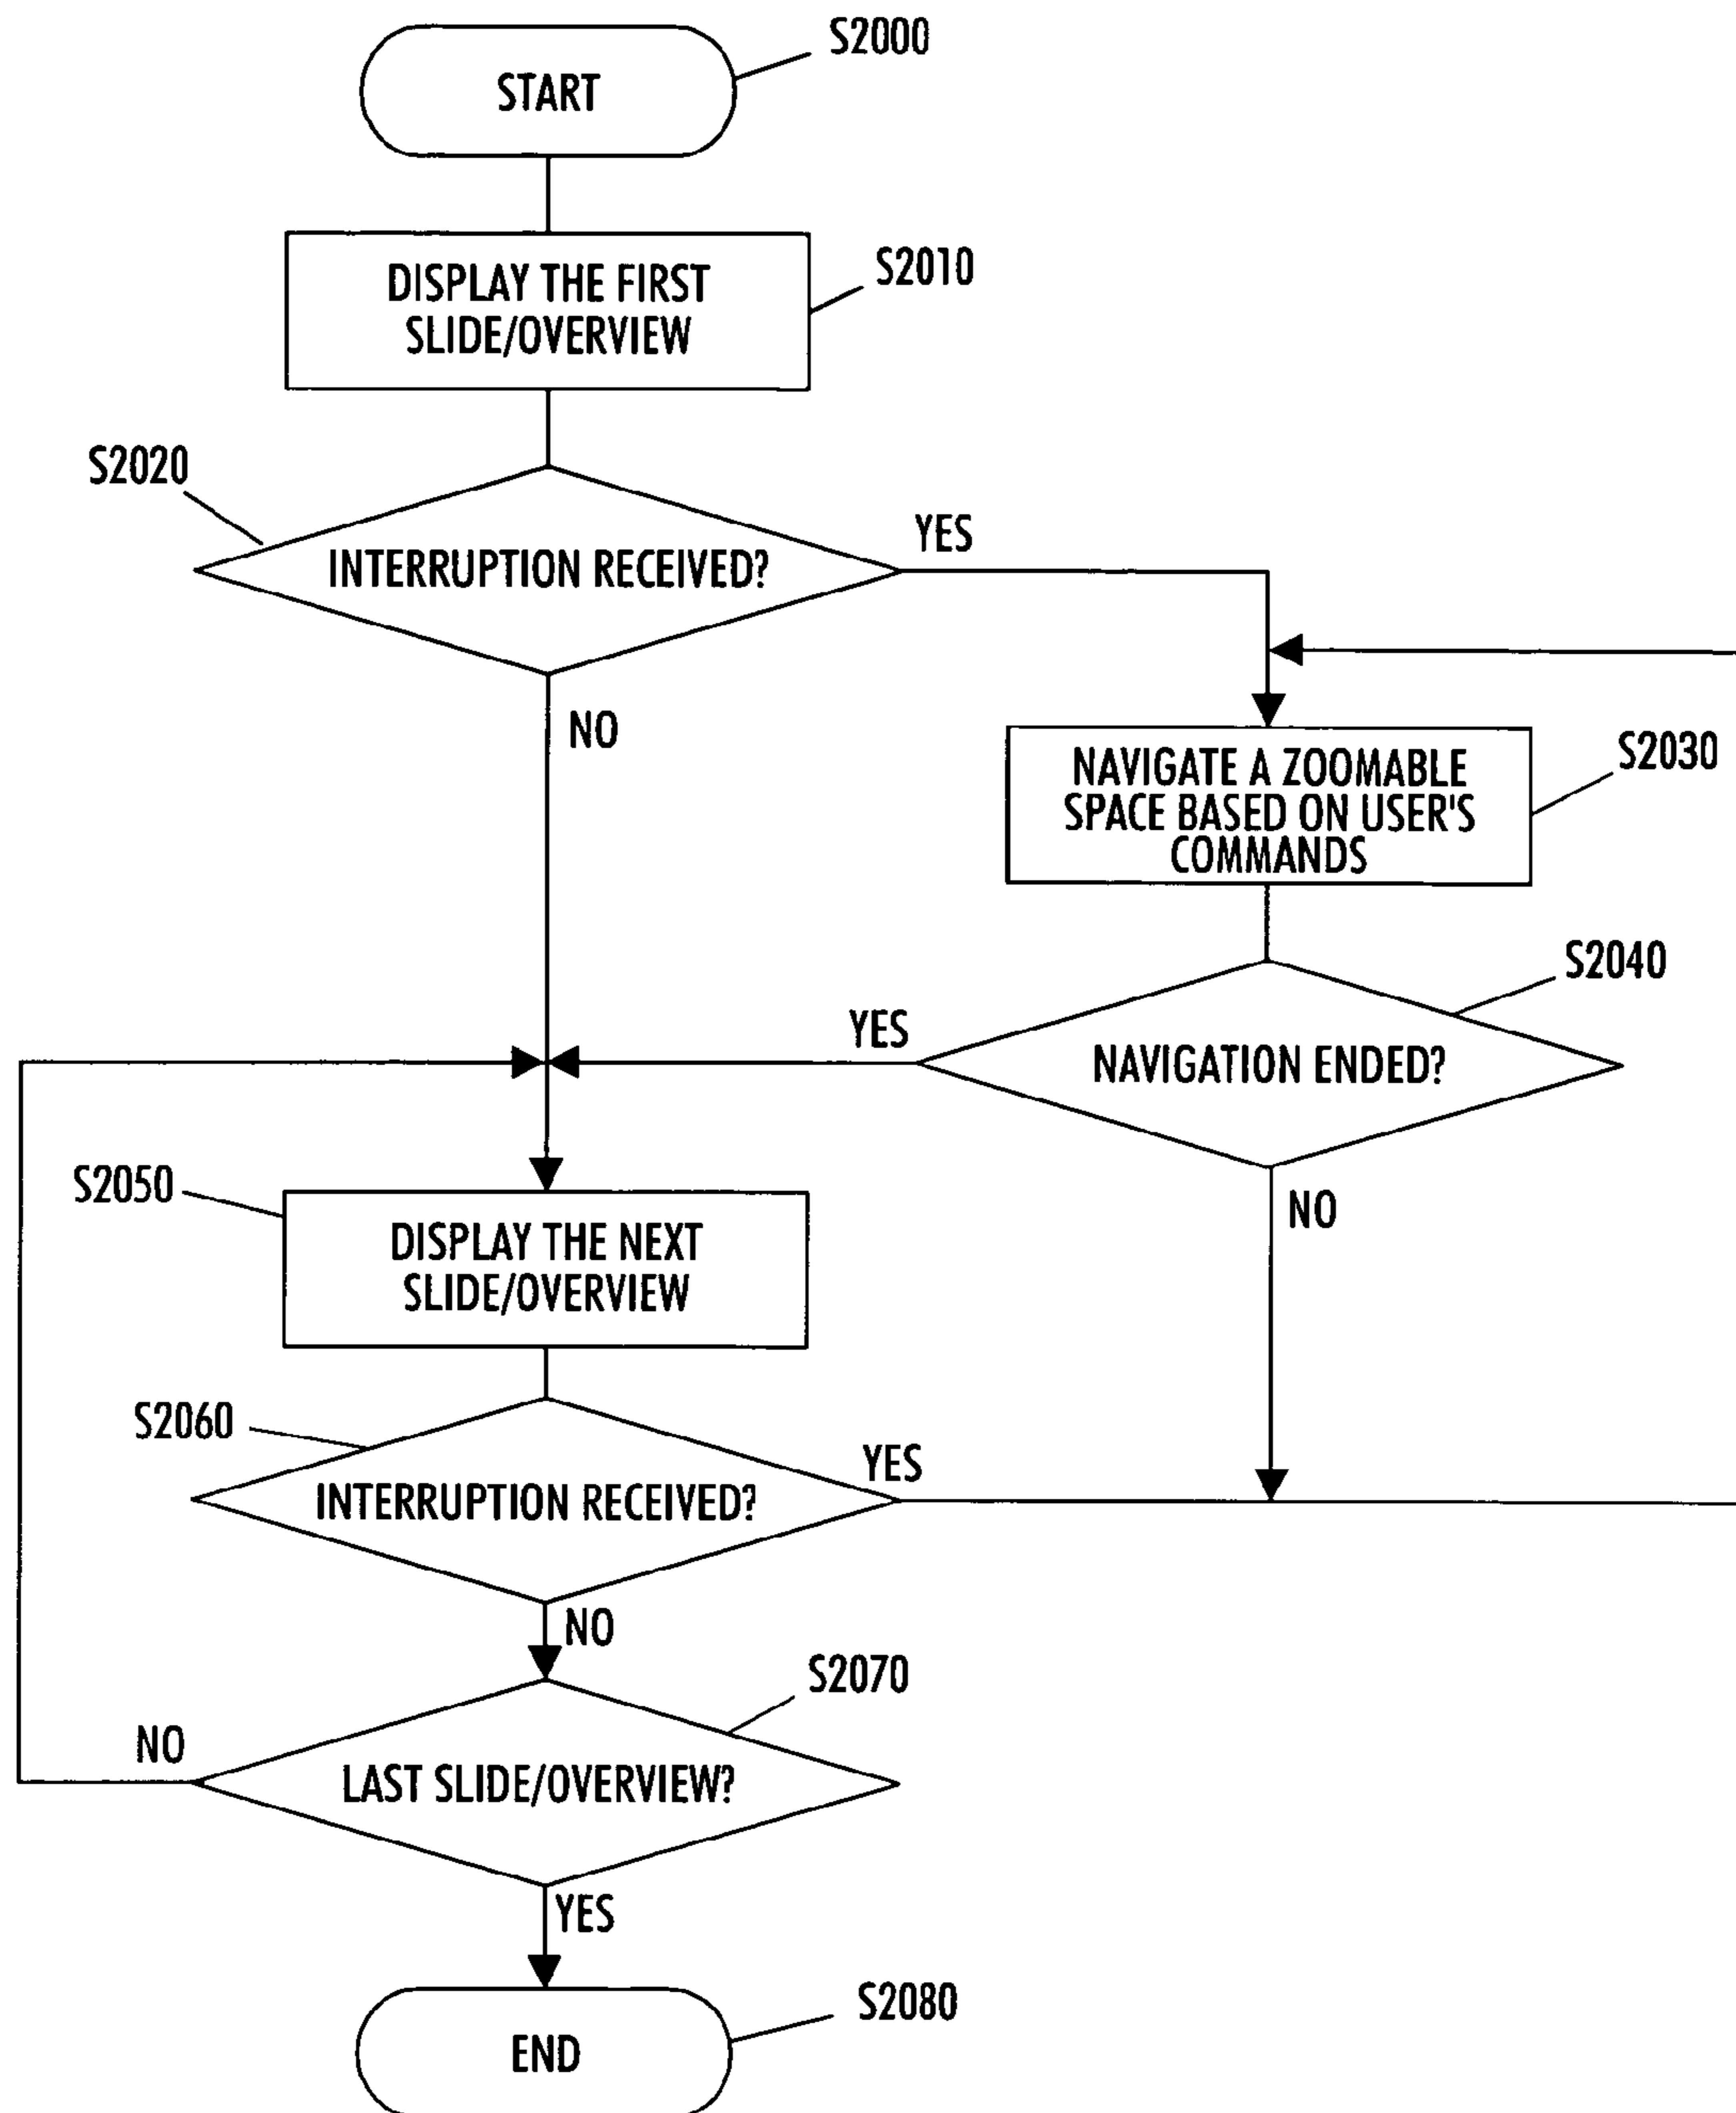 S2000
START
S2010
DISPLAY THE FIRST
SLIDE/OVERVIEW
S2020
INTERRUPTION RECEIVED?
YES
NO
S2030
NAVIGATE A ZOOMABLE
SPACE BASED ON USER'S
COMMANDS
S2040
YES
NAVIGATION ENDED?
NO
S2050
DISPLAY THE NEXT
SLIDE/OVERVIEW
S2060
YES
INTERRUPTION RECEIVED?
NO
S2070
NO
LAST SLIDE/OVERVIEW?
YES
S2080
END